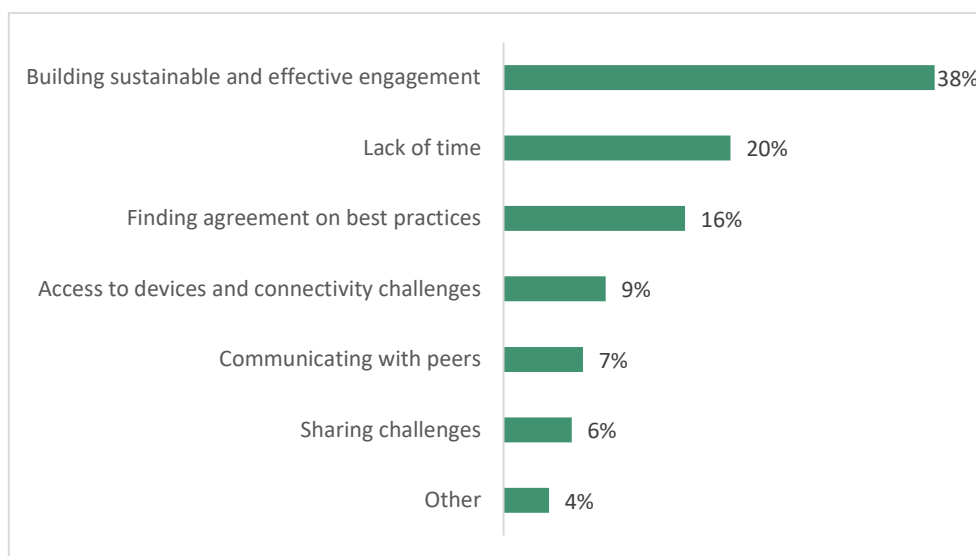 Building sustainable and effective engagement 38%
Lack of time 20%
Finding agreement on best practices 16%
Access to devices and connectivity challenges 9%
Communicating with peers 7%
Sharing challenges 6%
Other 4%